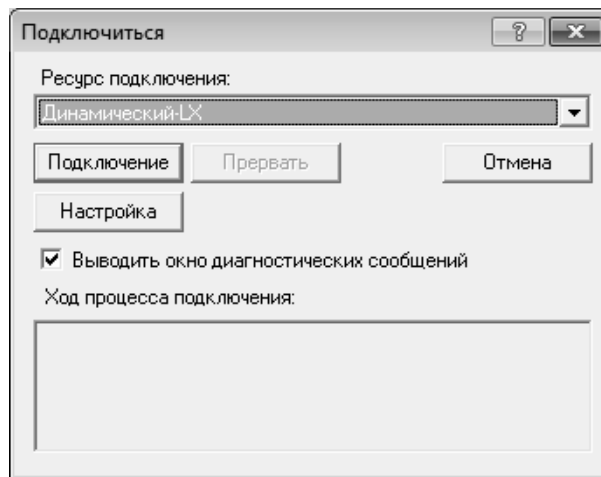 Подключиться
Ресурс подключения:
Динамический-LX
Подключение Прервать Отмена
Настройка
Выводить окно диагностических сообщений
Ход процесса подключения: